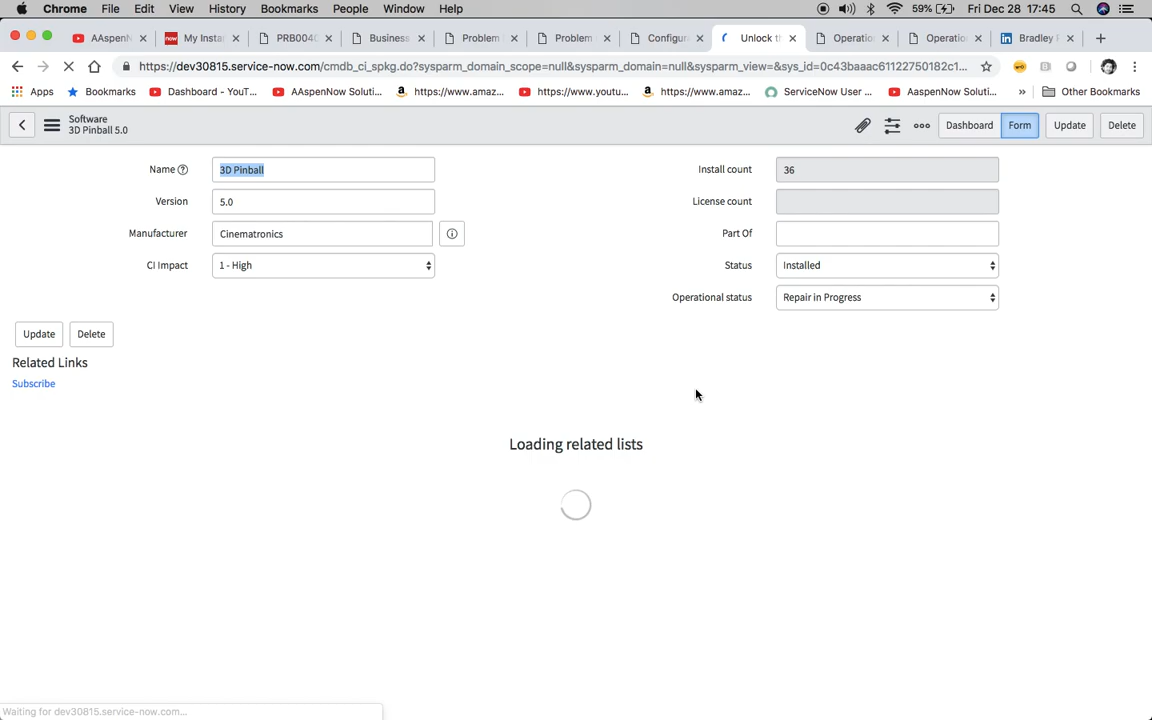 Chrome File Edit View History Bookmarks People Window Help 59% Fri Dec 28 17:45
AAspenN My Insta PRB0040 Business Problem Problem Configura Unlock th Operatio Operation Bradley
https://dev30815.service-now.com/cmdb_ci_spkg.do?sysparm_domain_scope=null&sysparm_domain=null&sysparm_view=&sys_id=0c43baaac61122750182c1...
Apps Bookmarks Dashboard - YouT... AAspenNow Soluti... https://www.amaz... https://www.youtu... https://www.amaz... ServiceNow User ... AaspenNow Soluti... » Other Bookmarks
Software
3D Pinball 5.0
Dashboard Form Update Delete
Name 3D Pinball Install count 36
Version 5.0 License count
Manufacturer Cinematronics Part Of
CI Impact 1 - High Status Installed
Operational status Repair in Progress
Update Delete
Related Links
Subscribe
Loading related lists
Waiting for dev30815.service-now.com...